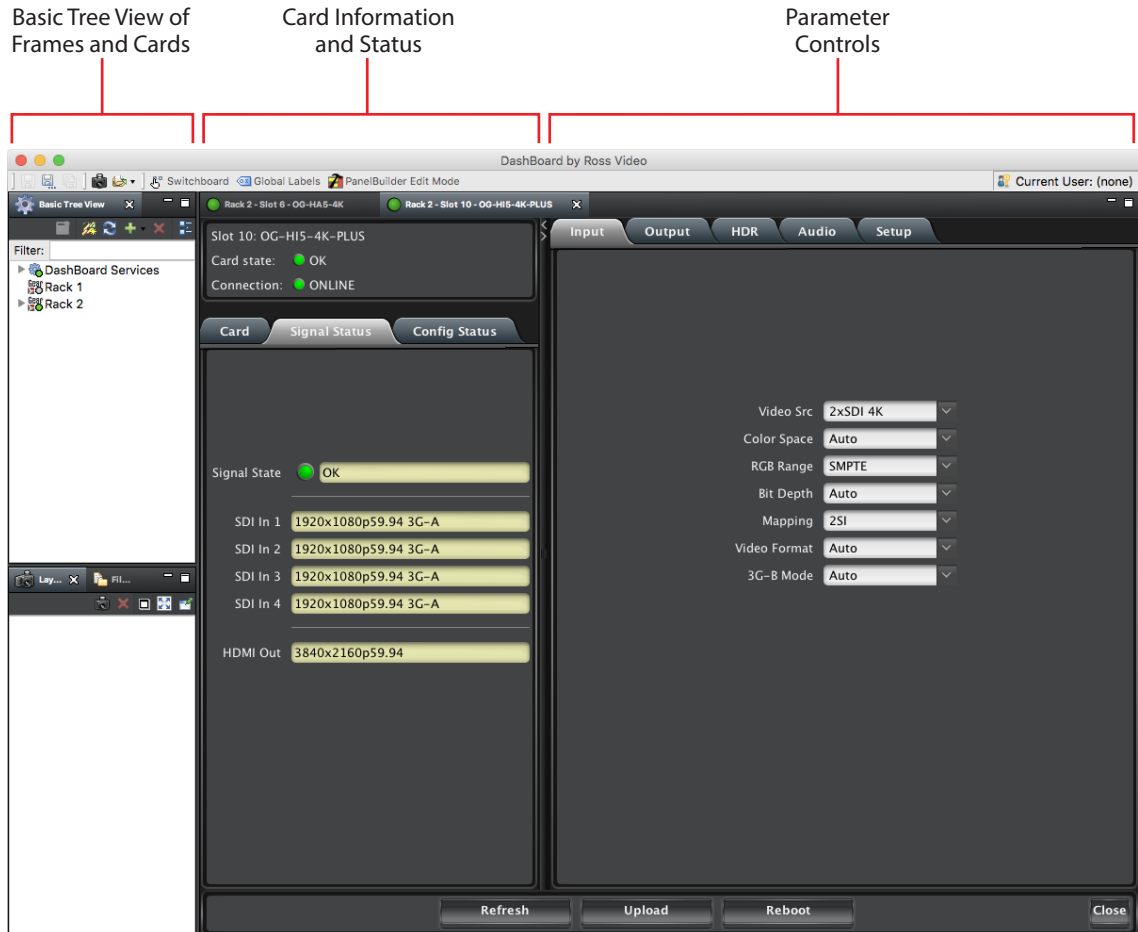 Basic Tree View of
Frames and Cards
Card Information
and Status
Parameter
Controls
DashBoard by Ross Video
Switchboard Global Labels PanelBuilder Edit Mode
Current User: (none)
Basic Tree View
Rack 2 - Slot 6 - OG-HA5-4K
Rack 2 - Slot 10 - OG-HI5-4K-PLUS
Filter:
DashBoard Services
Rack 1
Rack 2
Slot 10: OG-HI5-4K-PLUS
Card state: OK
Connection: ONLINE
Card Signal Status Config Status
Signal State OK
SDI In 1 1920x1080p59.94 3G-A
SDI In 2 1920x1080p59.94 3G-A
SDI In 3 1920x1080p59.94 3G-A
SDI In 4 1920x1080p59.94 3G-A
HDMI Out 3840x2160p59.94
Input Output HDR Audio Setup
Video Src 2xSDI 4K
Color Space Auto
RGB Range SMPTE
Bit Depth Auto
Mapping 2SI
Video Format Auto
3G-B Mode Auto
Lay... Fil...
Refresh Upload Reboot Close